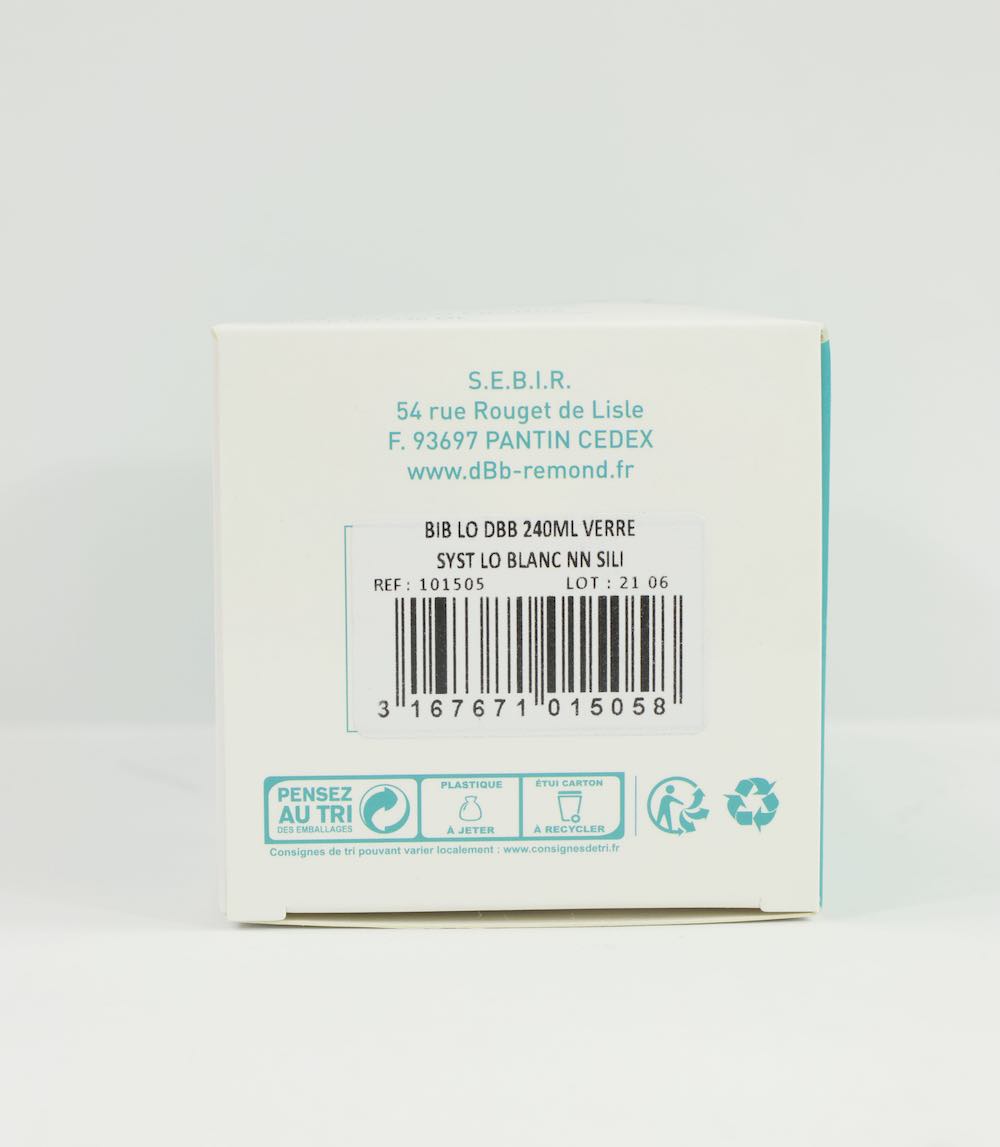 S.E.B.I.R.
54 rue Rouget de Lisle
F. 93697 PANTIN CEDEX
www.dBb-remond.fr
BIB LO DBB 240ML VERRE
SYST LO BLANC NN SILI
REF : 101505 LOT : 21 06
3 167671 015058
PENSEZ
AU TRI
DES EMBALLAGES
PLASTIQUE
À JETER
ÉTUI CARTON
À RECYCLER
Consignes de tri pouvant varier localement : www.consignesdetri.fr